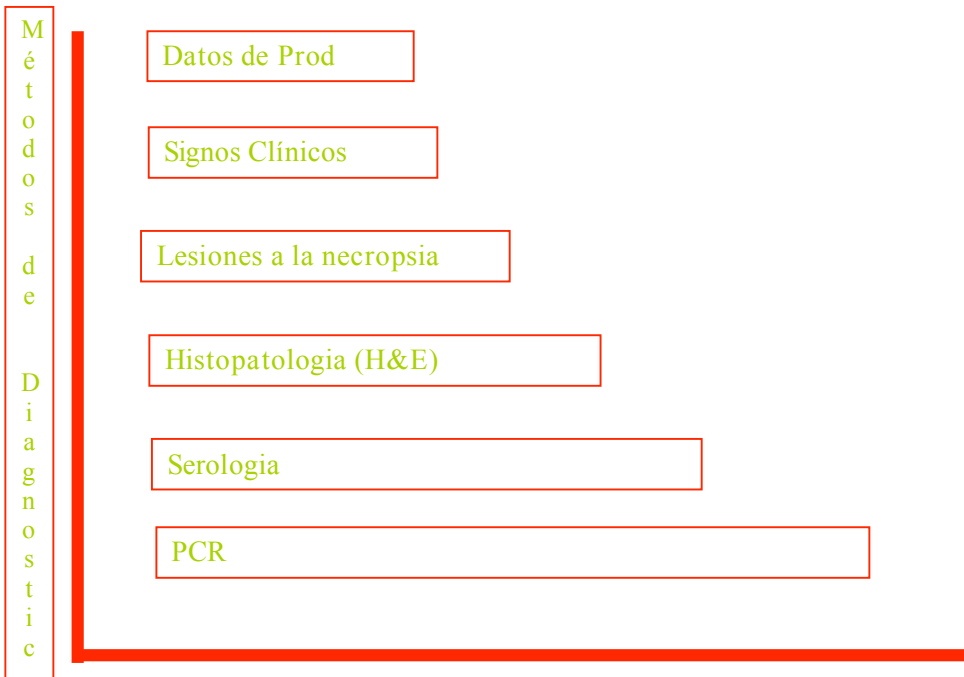 Métodos de Diagnostic
Datos de Prod
Signos Clínicos
Lesiones a la necropsia
Histopatologia (H&E)
Serologia
PCR